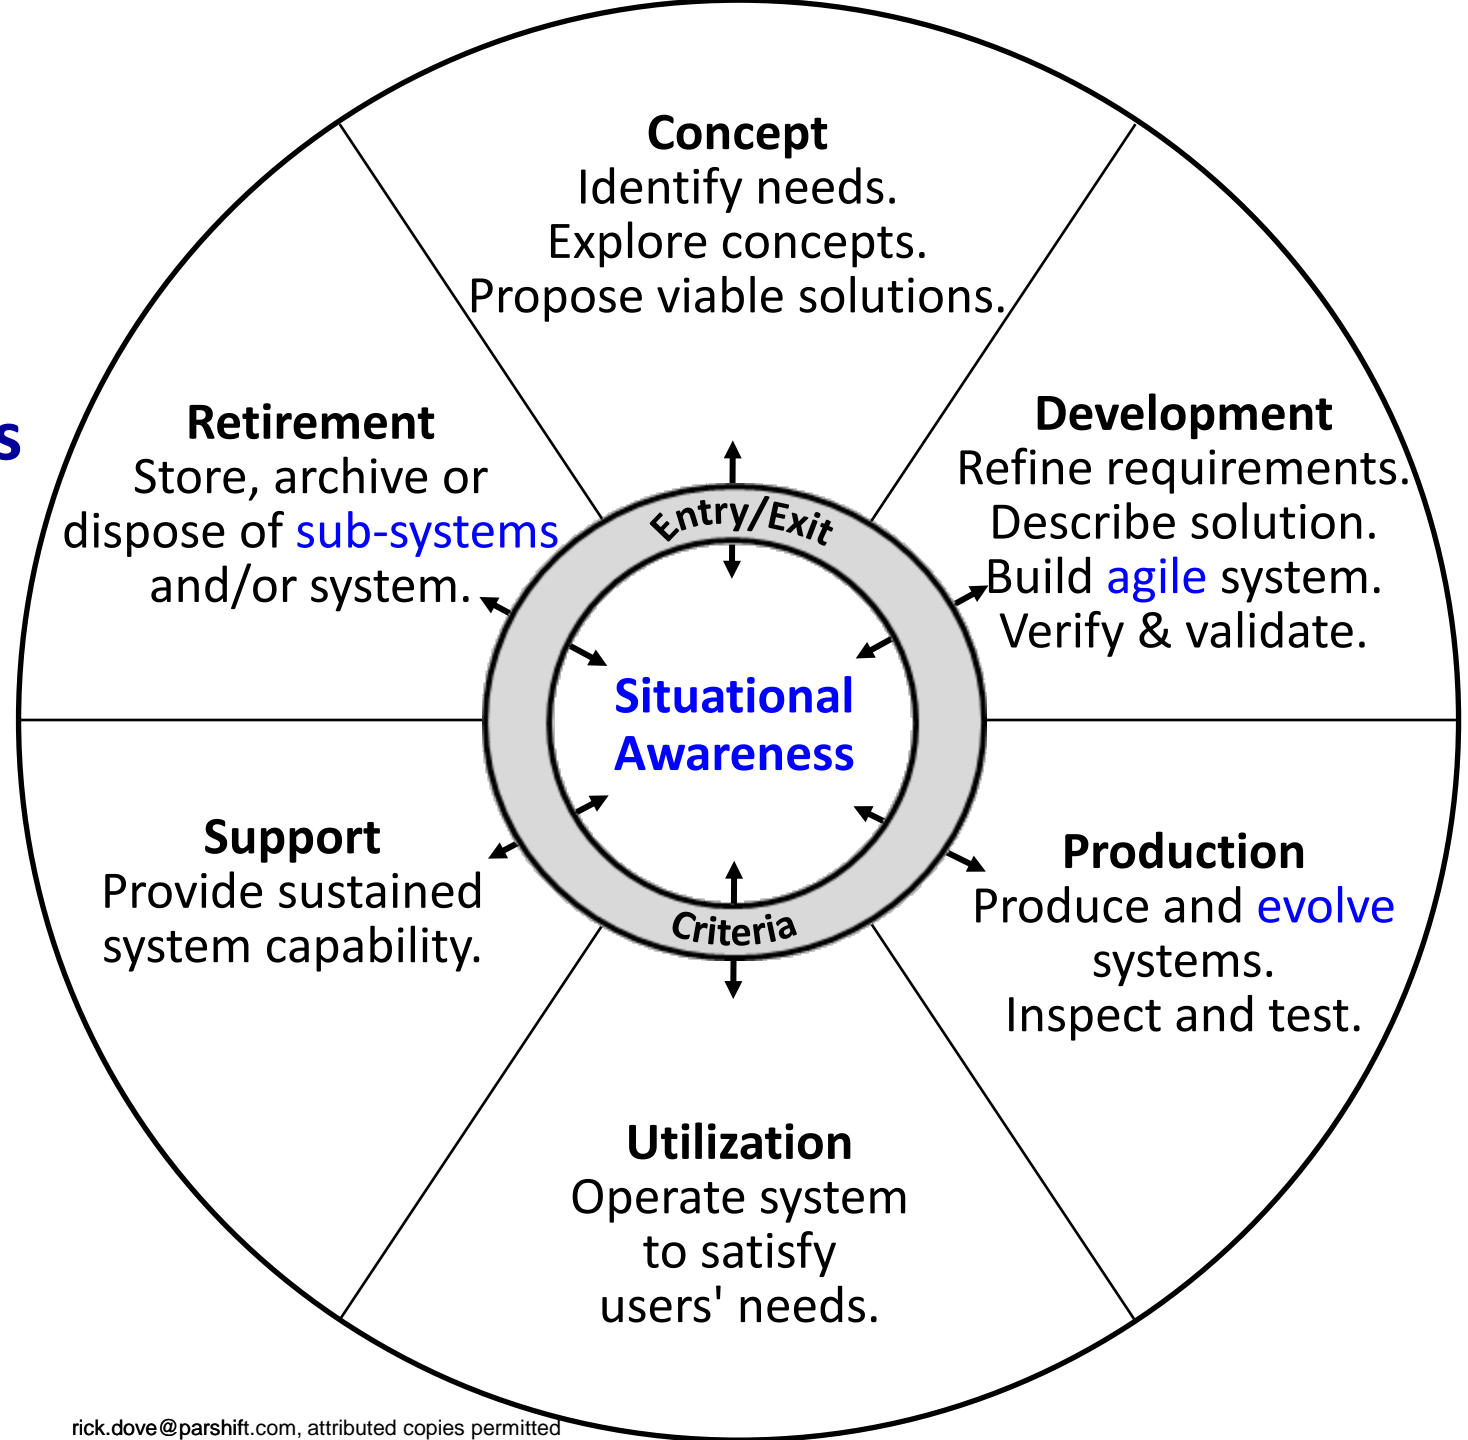 Concept
Identify needs.
Explore concepts.
Propose viable solutions.
Development
Refine requirements.
Describe solution.
Build agile system.
Verify & validate.
Production
Produce and evolve
systems.
Inspect and test.
Utilization
Operate system
to satisfy
users' needs.
Support
Provide sustained
system capability.
Retirement
Store, archive or
dispose of sub-systems
and/or system.
s
Entry/Exit
Criteria
Situational
Awareness
rick.dove@parshift.com, attributed copies permitted